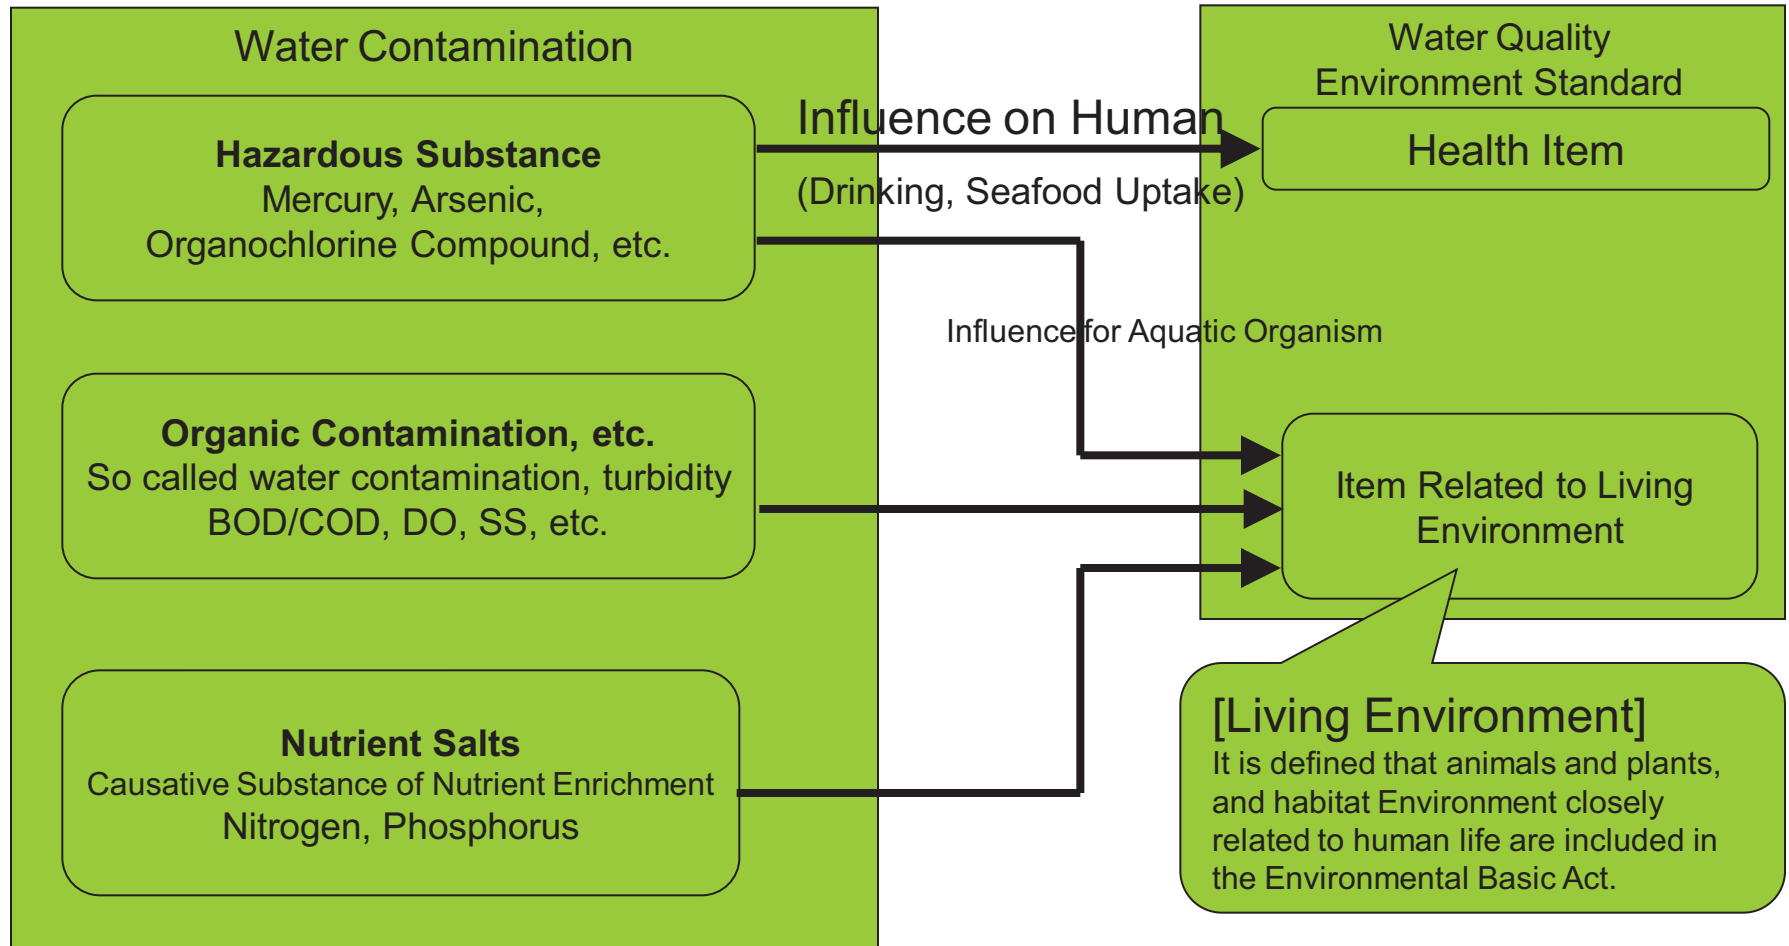 Water Contamination
Hazardous Substance
Mercury, Arsenic,
Organochlorine Compound, etc.
Organic Contamination, etc.
So called water contamination, turbidity
BOD/COD, DO, SS, etc.
Nutrient Salts
Causative Substance of Nutrient Enrichment
Nitrogen, Phosphorus
Influence on Human
(Drinking, Seafood Uptake)
Influence for Aquatic Organism
Water Quality
Environment Standard
Health Item
Item Related to Living
Environment
[Living Environment]
It is defined that animals and plants,
and habitat Environment closely
related to human life are included in
the Environmental Basic Act.